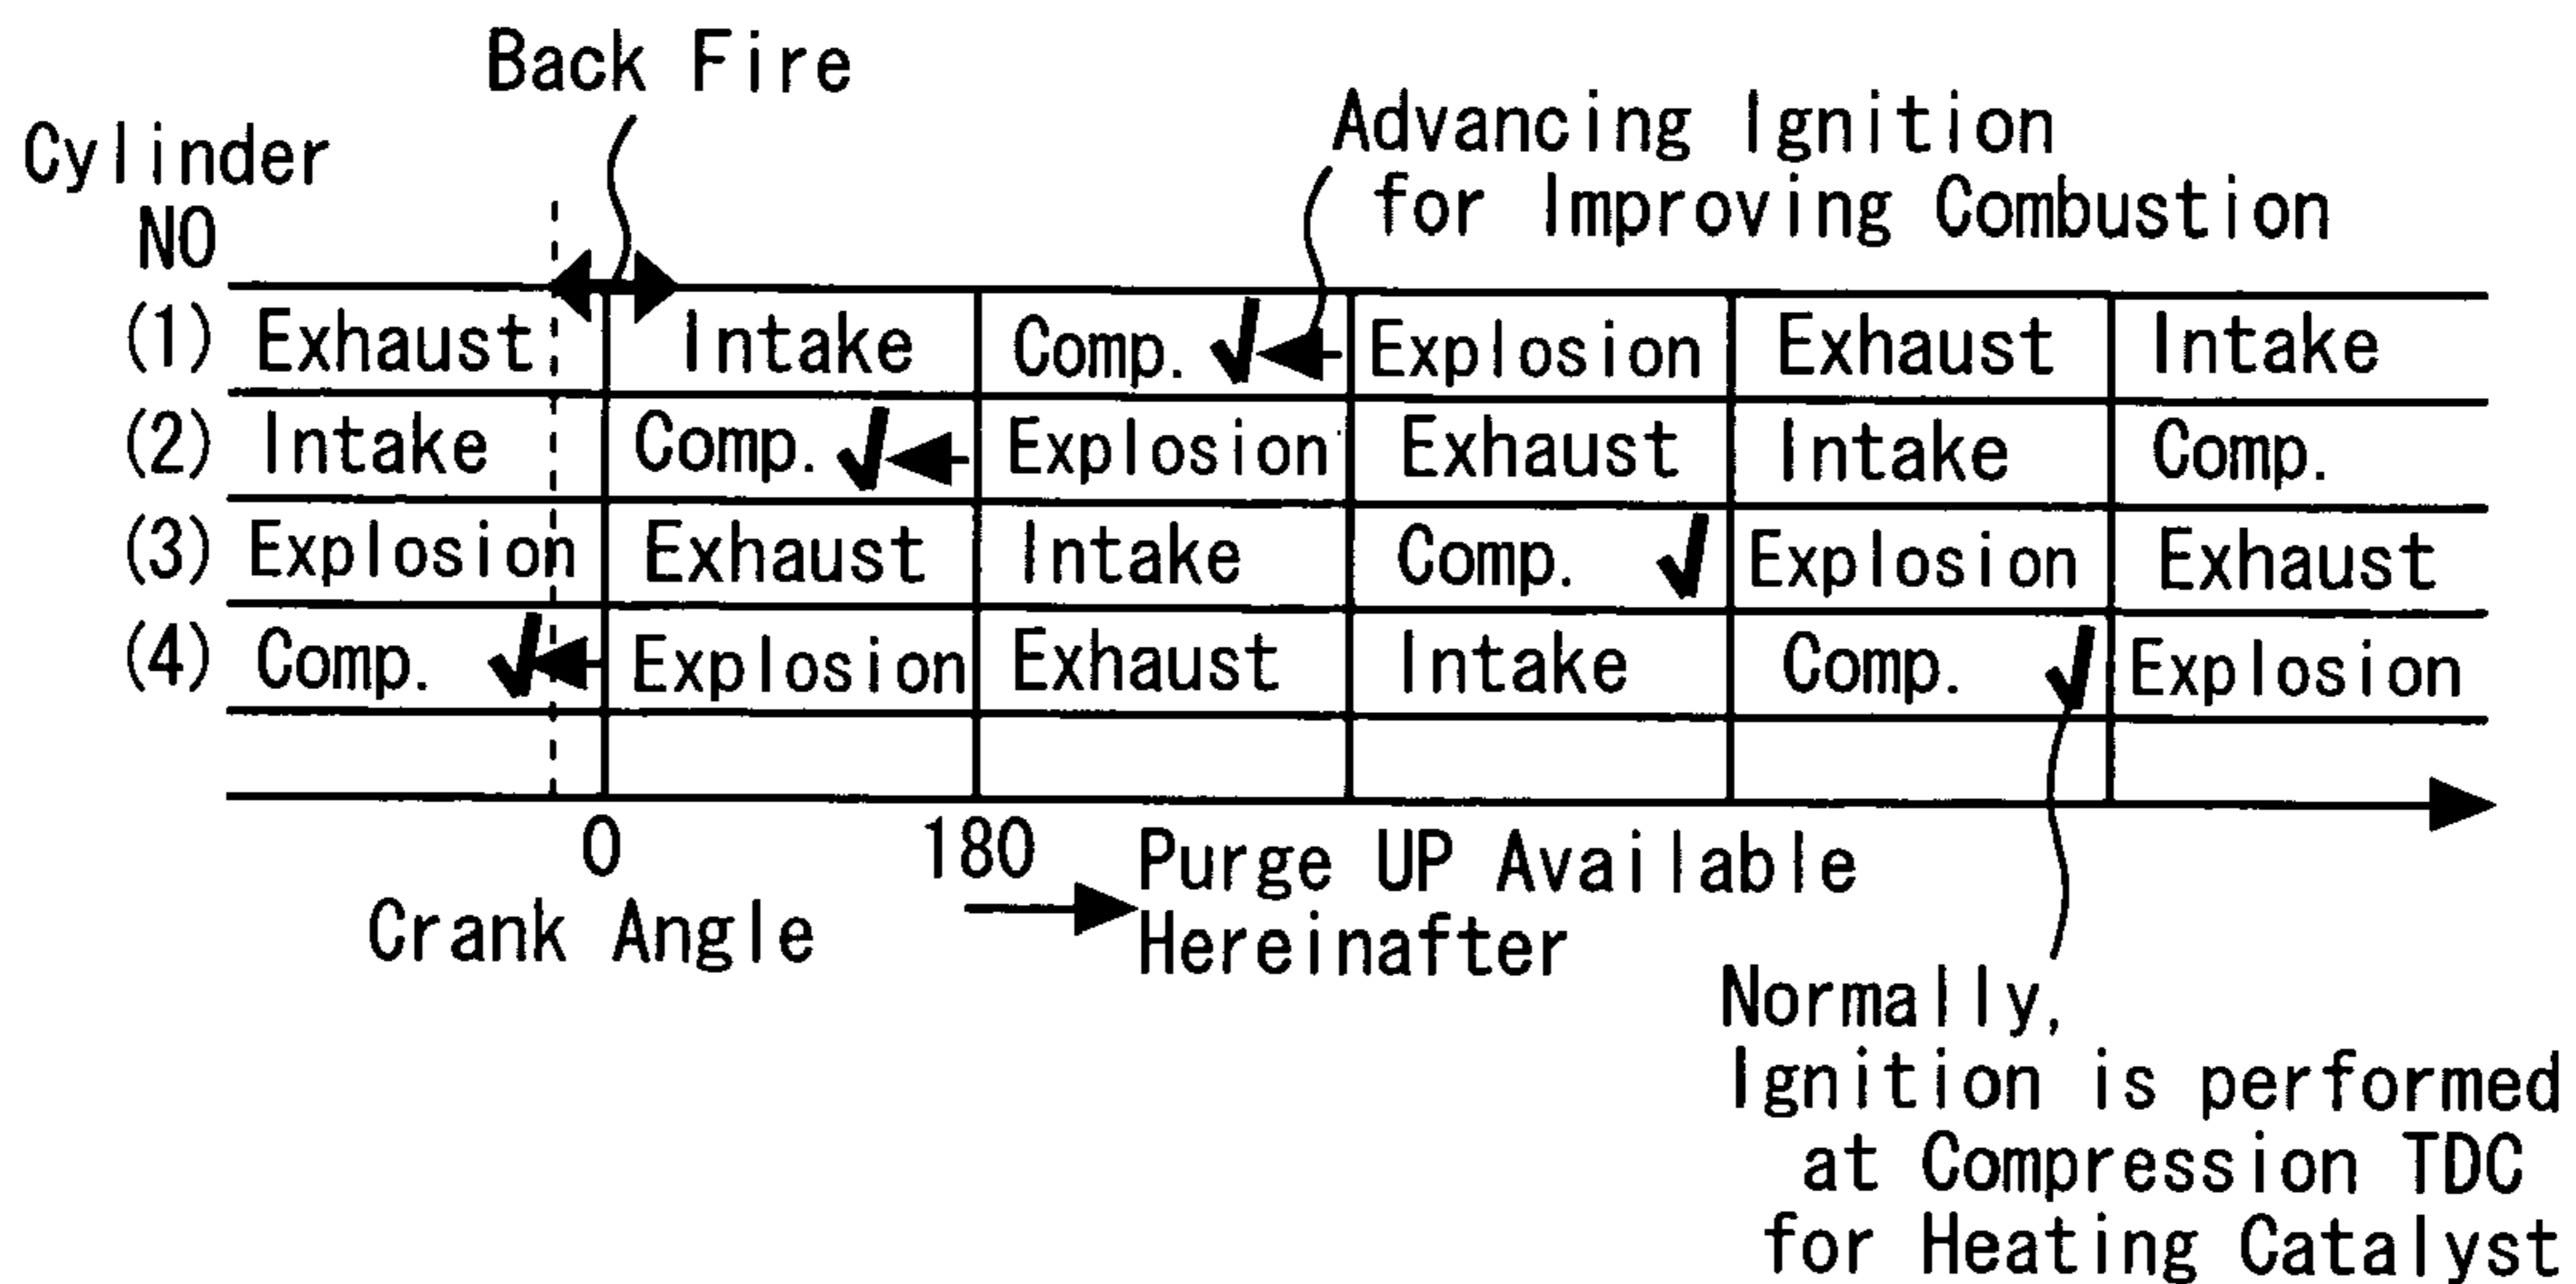 Back Fire
Advancing Ignition
for Improving Combustion
Cylinder
NO
(1) Exhaust Intake Comp. Explosion Exhaust Intake
(2) Intake Comp. Explosion Exhaust Intake Comp.
(3) Explosion Exhaust Intake Comp. Explosion Exhaust
(4) Comp. Explosion Exhaust Intake Comp. Explosion
0 180
Crank Angle
Purge UP Available
Hereinafter
Normally,
Ignition is performed
at Compression TDC
for Heating Catalyst